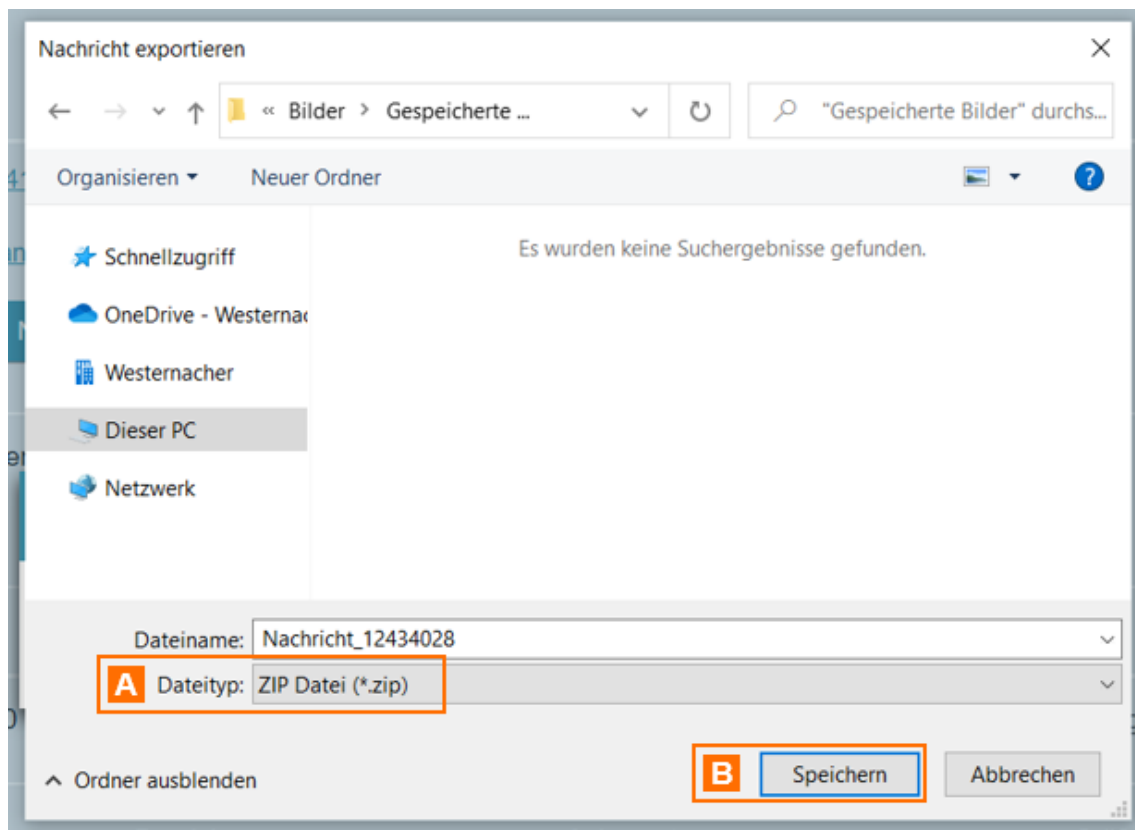 Nachricht exportieren
« Bilder > Gespeicherte ...
"Gespeicherte Bilder" durchs...
Organisieren
Neuer Ordner
?
Schnellzugriff
Es wurden keine Suchergebnisse gefunden.
OneDrive - Westernac
Westernacher
Dieser PC
Netzwerk
Dateiname: Nachricht_12434028
A Dateityp: ZIP Datei (*.zip)
Ordner ausblenden
B Speichern
Abbrechen